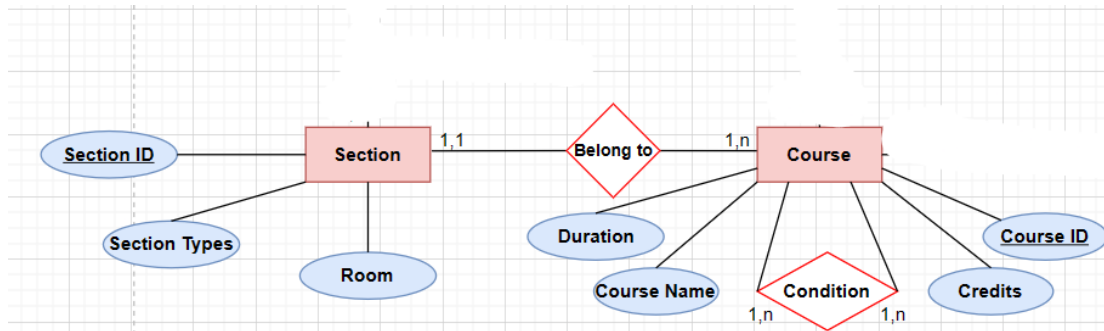 1,1
1,n
Section ID
Section
Belong to
Course
Section Types
Duration
Course ID
Room
Course Name
Condition
Credits
1,n
1,n